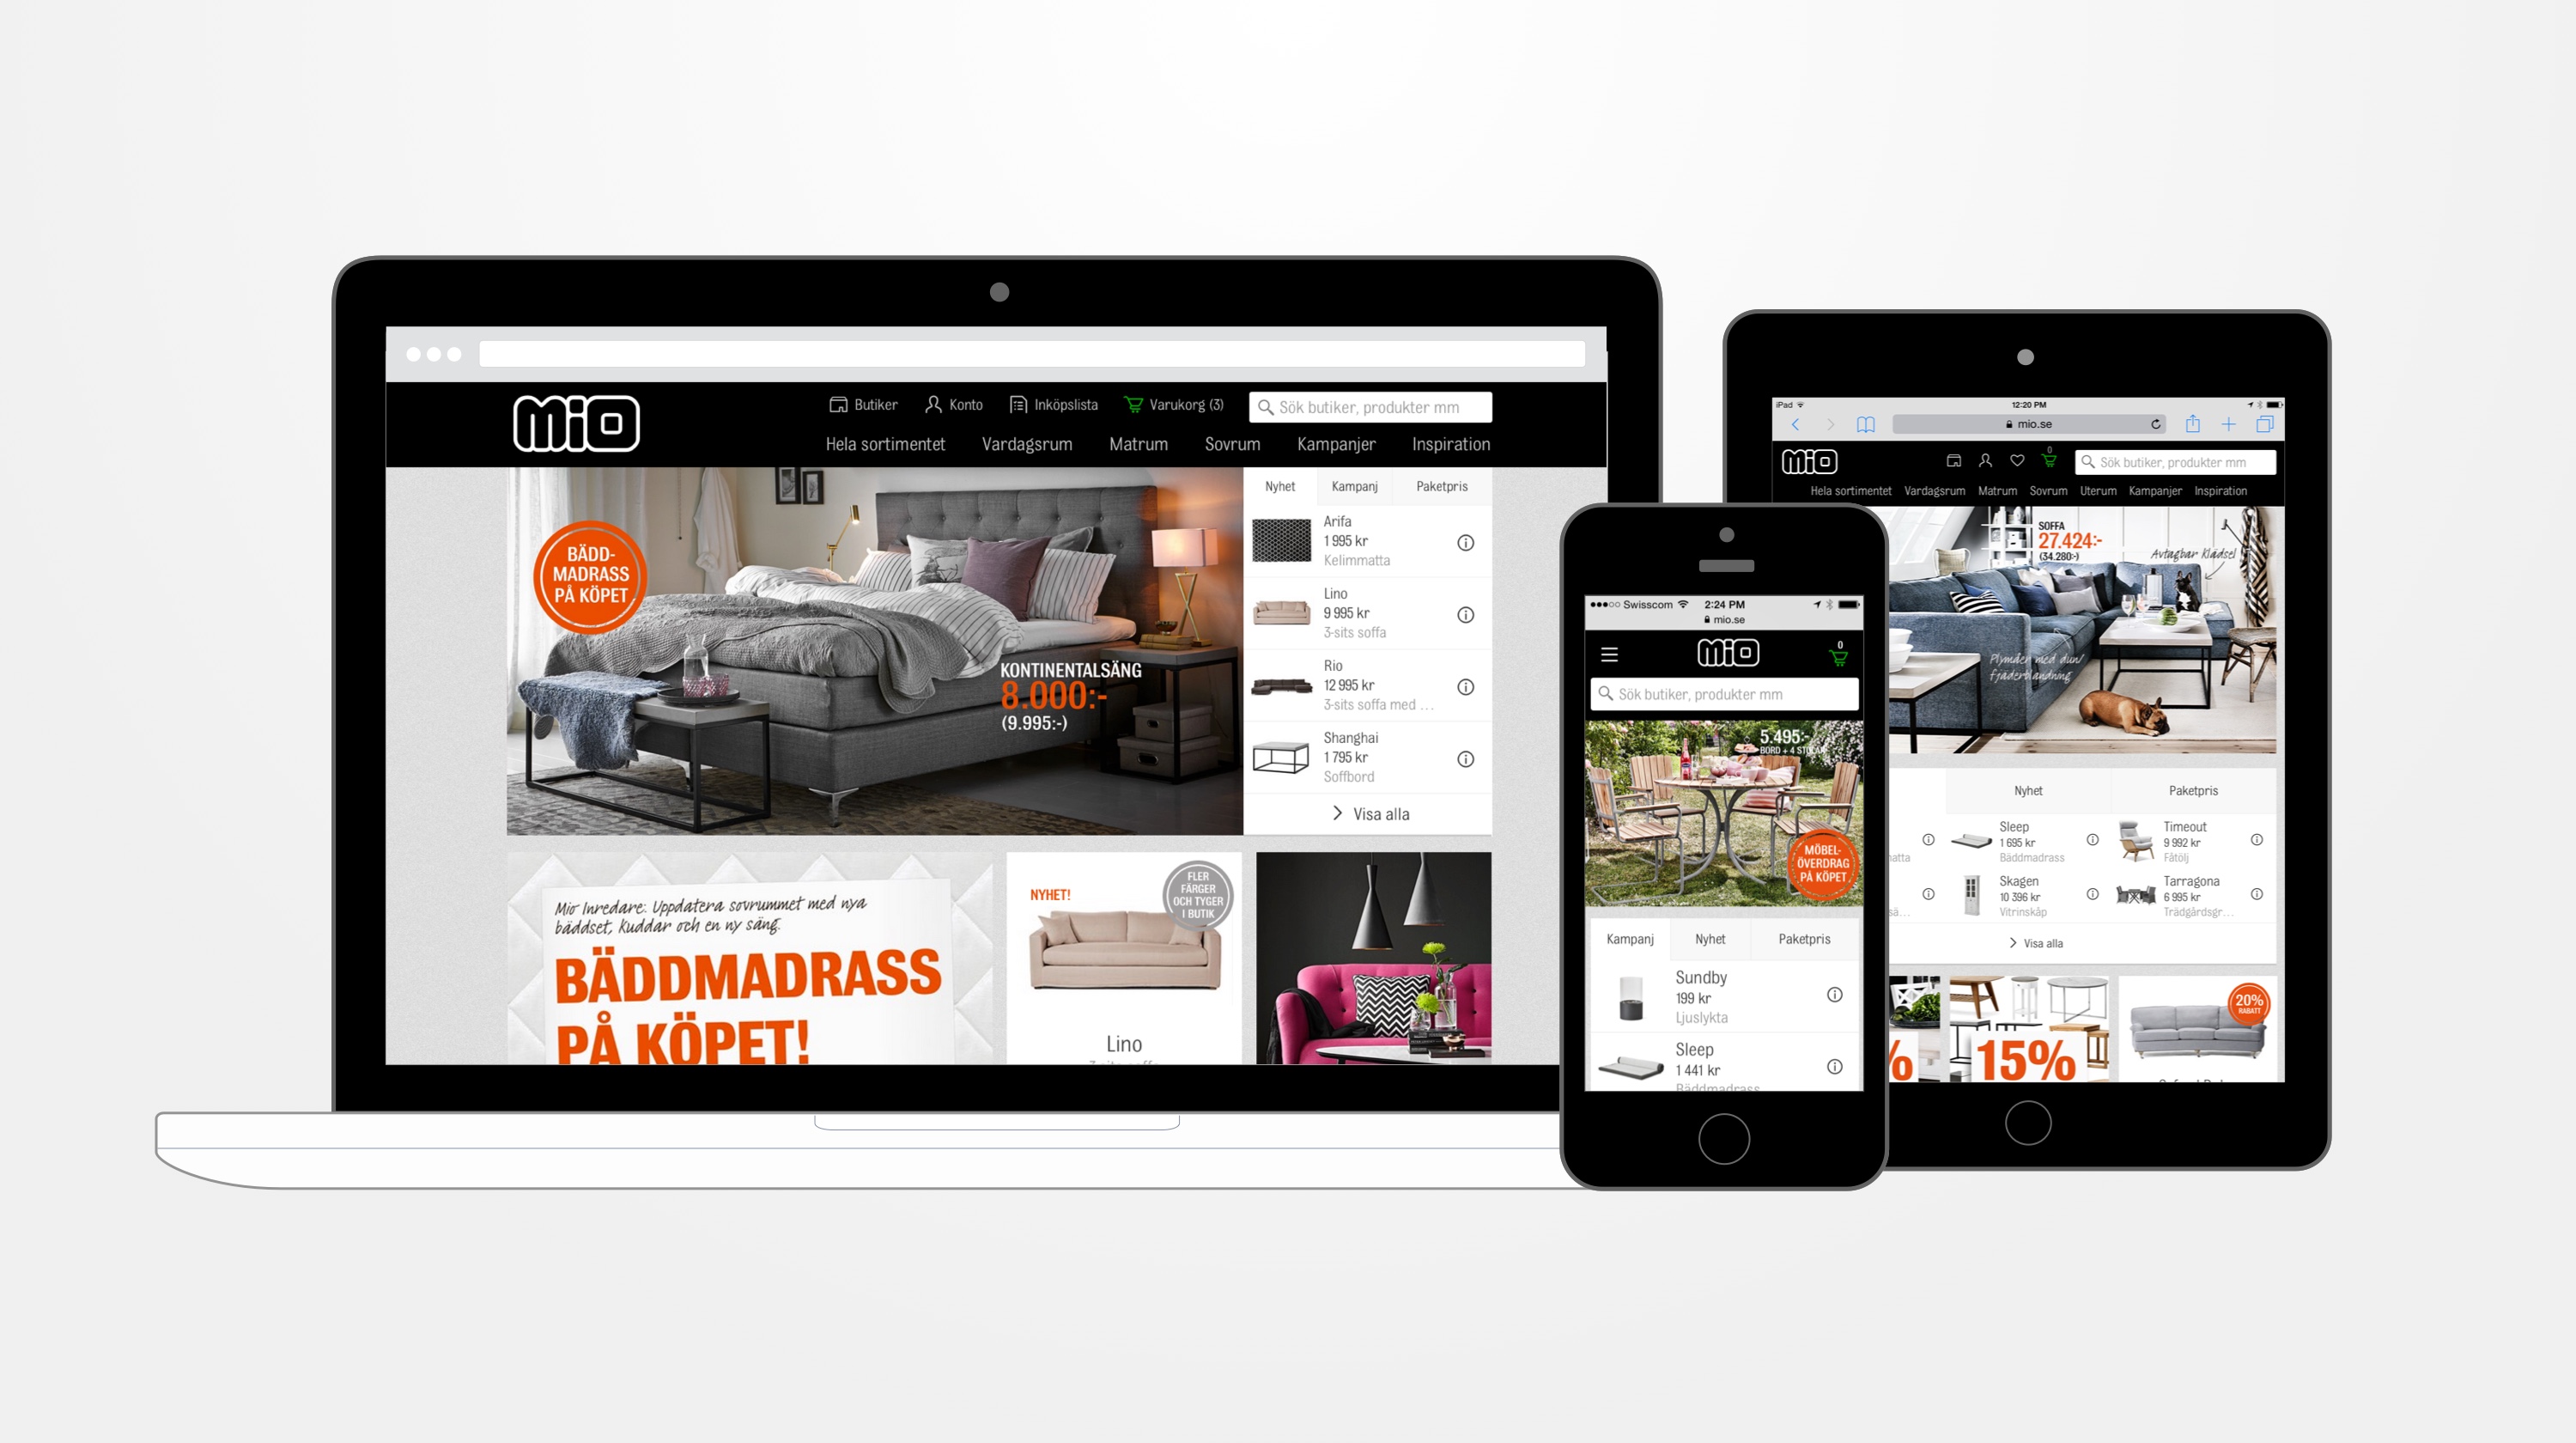 mio
Butiker
Konto
Inköpslista
Varukorg (3)
Sök butiker, produkter mm
Hela sortimentet
Vardagsrum
Matrum
Sovrum
Kampanjer
Inspiration
BÄDD-
MADRASS
PÅ KÖPET
KONTINENTALSÄNG
8.000:-
(9.995:-)
Nyhet
Kampanj
Paketpris
Arifa
1 995 kr
Kelimmatta
Lino
9 995 kr
3-sits soffa
Rio
12 995 kr
3-sits soffa med ...
Shanghai
1 795 kr
Soffbord
Visa alla
Mio Inredare: Uppdatera sovrummet med nya
bäddset, kuddar och en ny säng.
BÄDDMADRASS
PÅ KÖPET!
NYHET!
FLER
FÄRGER
OCH TYGER
I BUTIK
Lino
Swisscom
2:24 PM
mio.se
mio
0
Sök butiker, produkter mm
5.495:-
BORD + 4
MÖBEL-
ÖVERDRAG
PÅ KÖPET
Kampanj
Nyhet
Paketpris
Sundby
199 kr
Ljuslykta
Sleep
1 441 kr
Bäddmadrass
iPad
12:20 PM
mio.se
mio
0
Sök butiker, produkter mm
Hela sortimentet
Vardagsrum
Matrum
Sovrum
Uterum
Kampanjer
Inspiration
SOFFA
27.424:-
(34.280:-)
Avtagbar klädsel
Plymåer med dun/
fjäderblandning
Nyhet
Paketpris
Sleep
1 695 kr
Bäddmadrass
Timeout
9 992 kr
Fåtölj
Skagen
10 396 kr
Vitrinskåp
Tarragona
6 995 kr
Trädgårdsgr...
Visa alla
%
15%
20%
RABATT